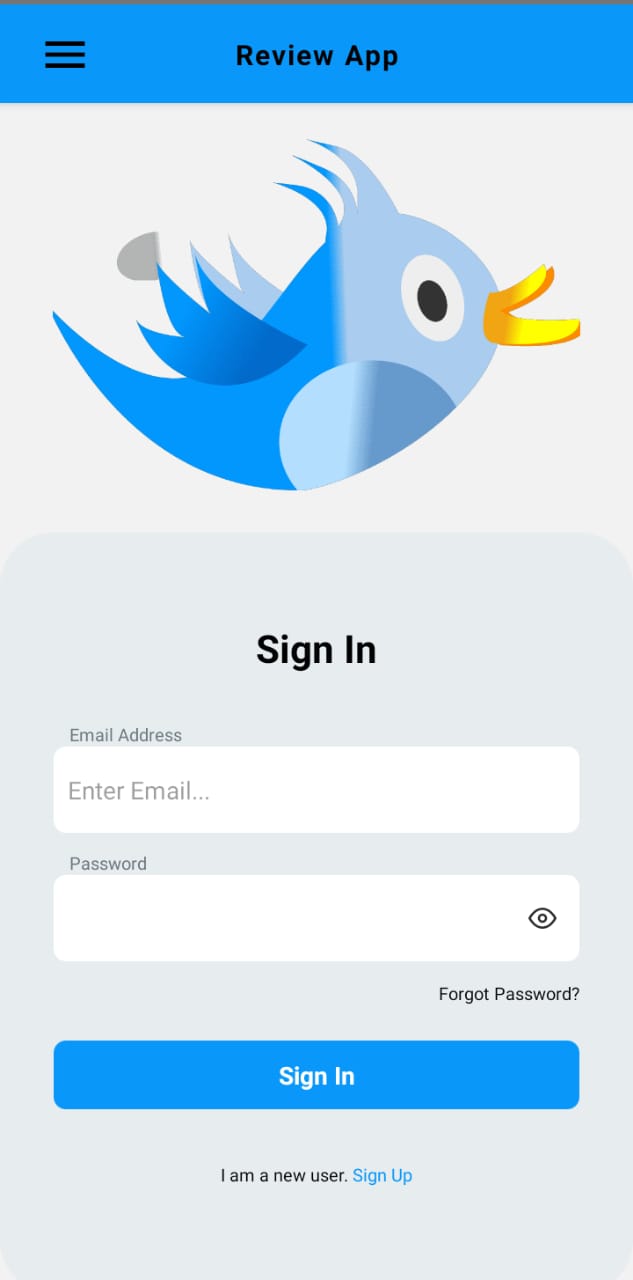 Review App
Sign In
Email Address
Enter Email...
Password
Forgot Password?
Sign In
I am a new user. Sign Up